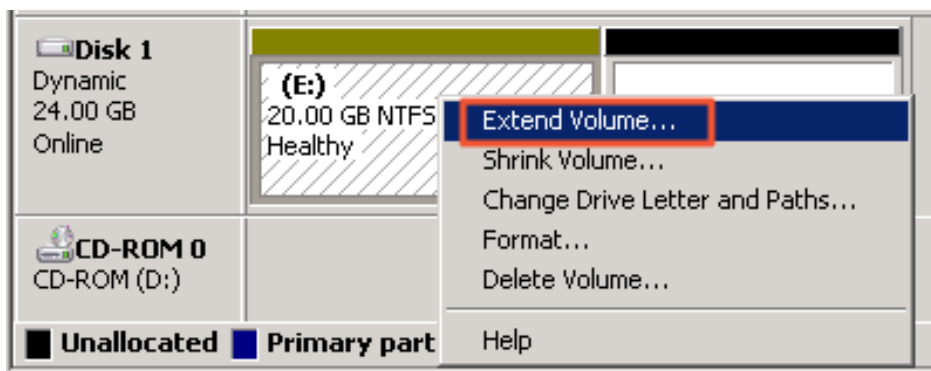 Disk 1
Dynamic
24.00 GB
Online
(E:)
20.00 GB NTFS
Healthy
Extend Volume...
Shrink Volume...
Change Drive Letter and Paths...
Format...
Delete Volume...
Help
CD-ROM 0
CD-ROM (D:)
Unallocated
Primary part